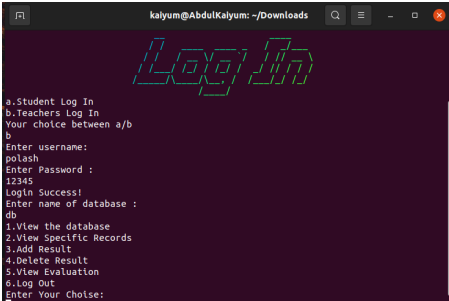 kaiyum@AbdulKaiyum: ~/Downloads
Log In
a.Student Log In
b.Teachers Log In
Your choice between a/b
b
Enter username:
polash
Enter Password :
12345
Login Success!
Enter name of database :
db
1.View the database
2.View Specific Records
3.Add Result
4.Delete Result
5.View Evaluation
6.Log Out
Enter Your Choise: